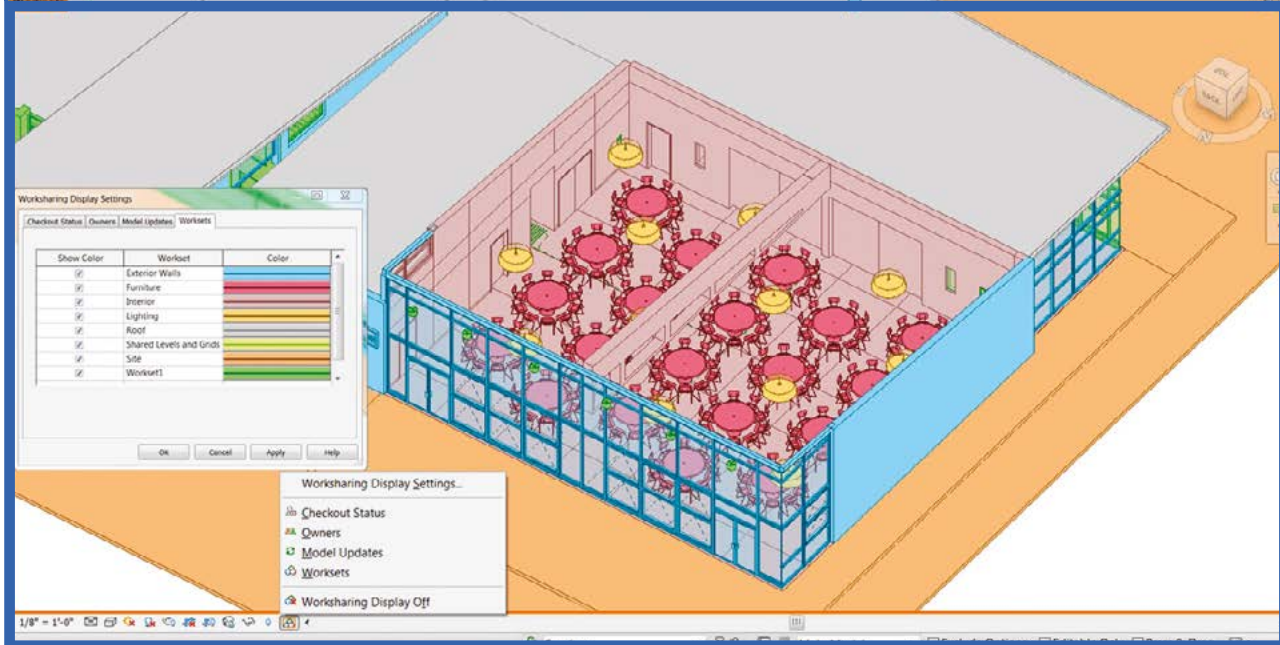 Worksharing Display Settings
Checkout Status Owners Model Updates Worksets
Show Color Workset Color
Exterior Walls
Furniture
Interior
Lighting
Roof
Shared Levels and Grids
Site
Workset1
OK Cancel Apply Help
Worksharing Display Settings...
Checkout Status
Owners
Model Updates
Worksets
Worksharing Display Off
1/8" = 1'-0"